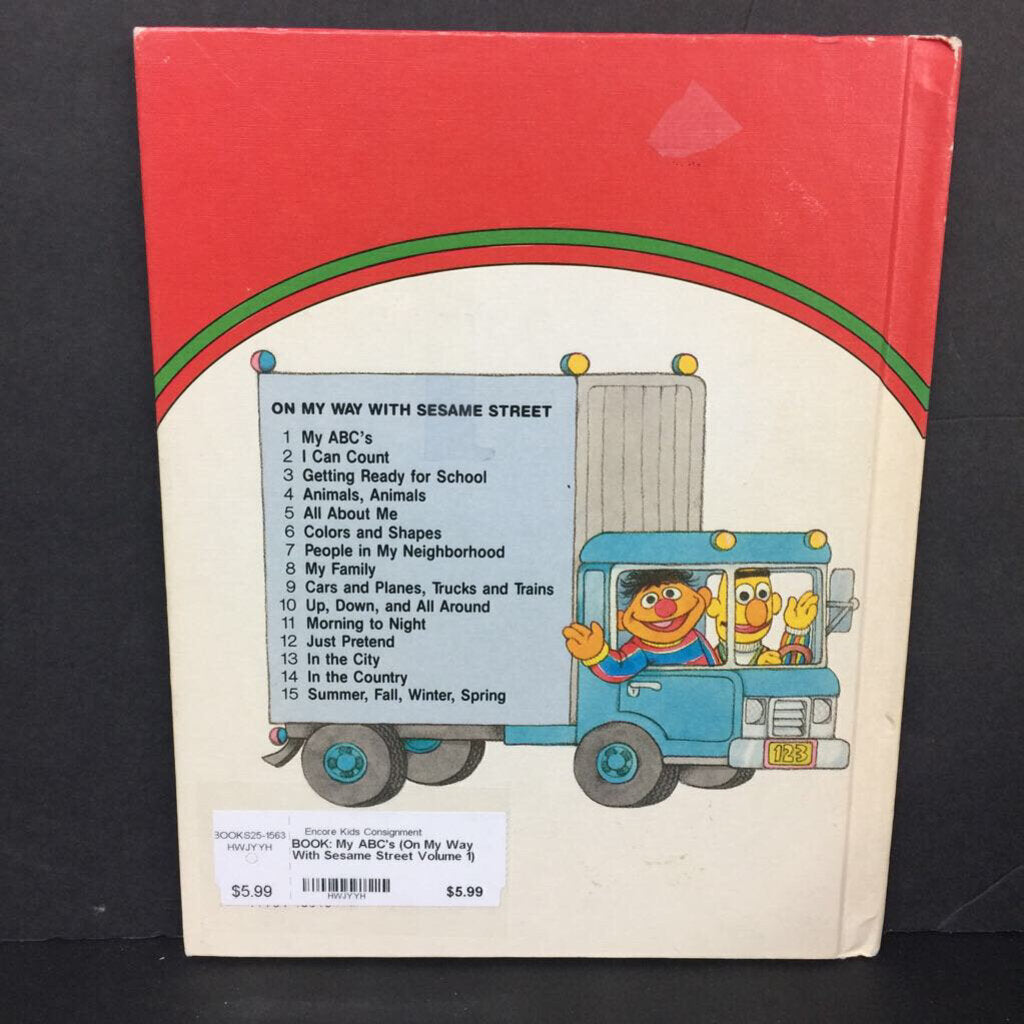 ON MY WAY WITH SESAME STREET
1 My ABC's
2 I Can Count
3 Getting Ready for School
4 Animals, Animals
5 All About Me
6 Colors and Shapes
7 People in My Neighborhood
8 My Family
9 Cars and Planes, Trucks and Trains
10 Up, Down, and All Around
11 Morning to Night
12 Just Pretend
13 In the City
14 In the Country
15 Summer, Fall, Winter, Spring
123
BOOKS25-1563
HWJYYH
$5.99
Encore Kids Consignment
BOOK: My ABC's (On My Way
With Sesame Street Volume 1)
HWJYYH
$5.99